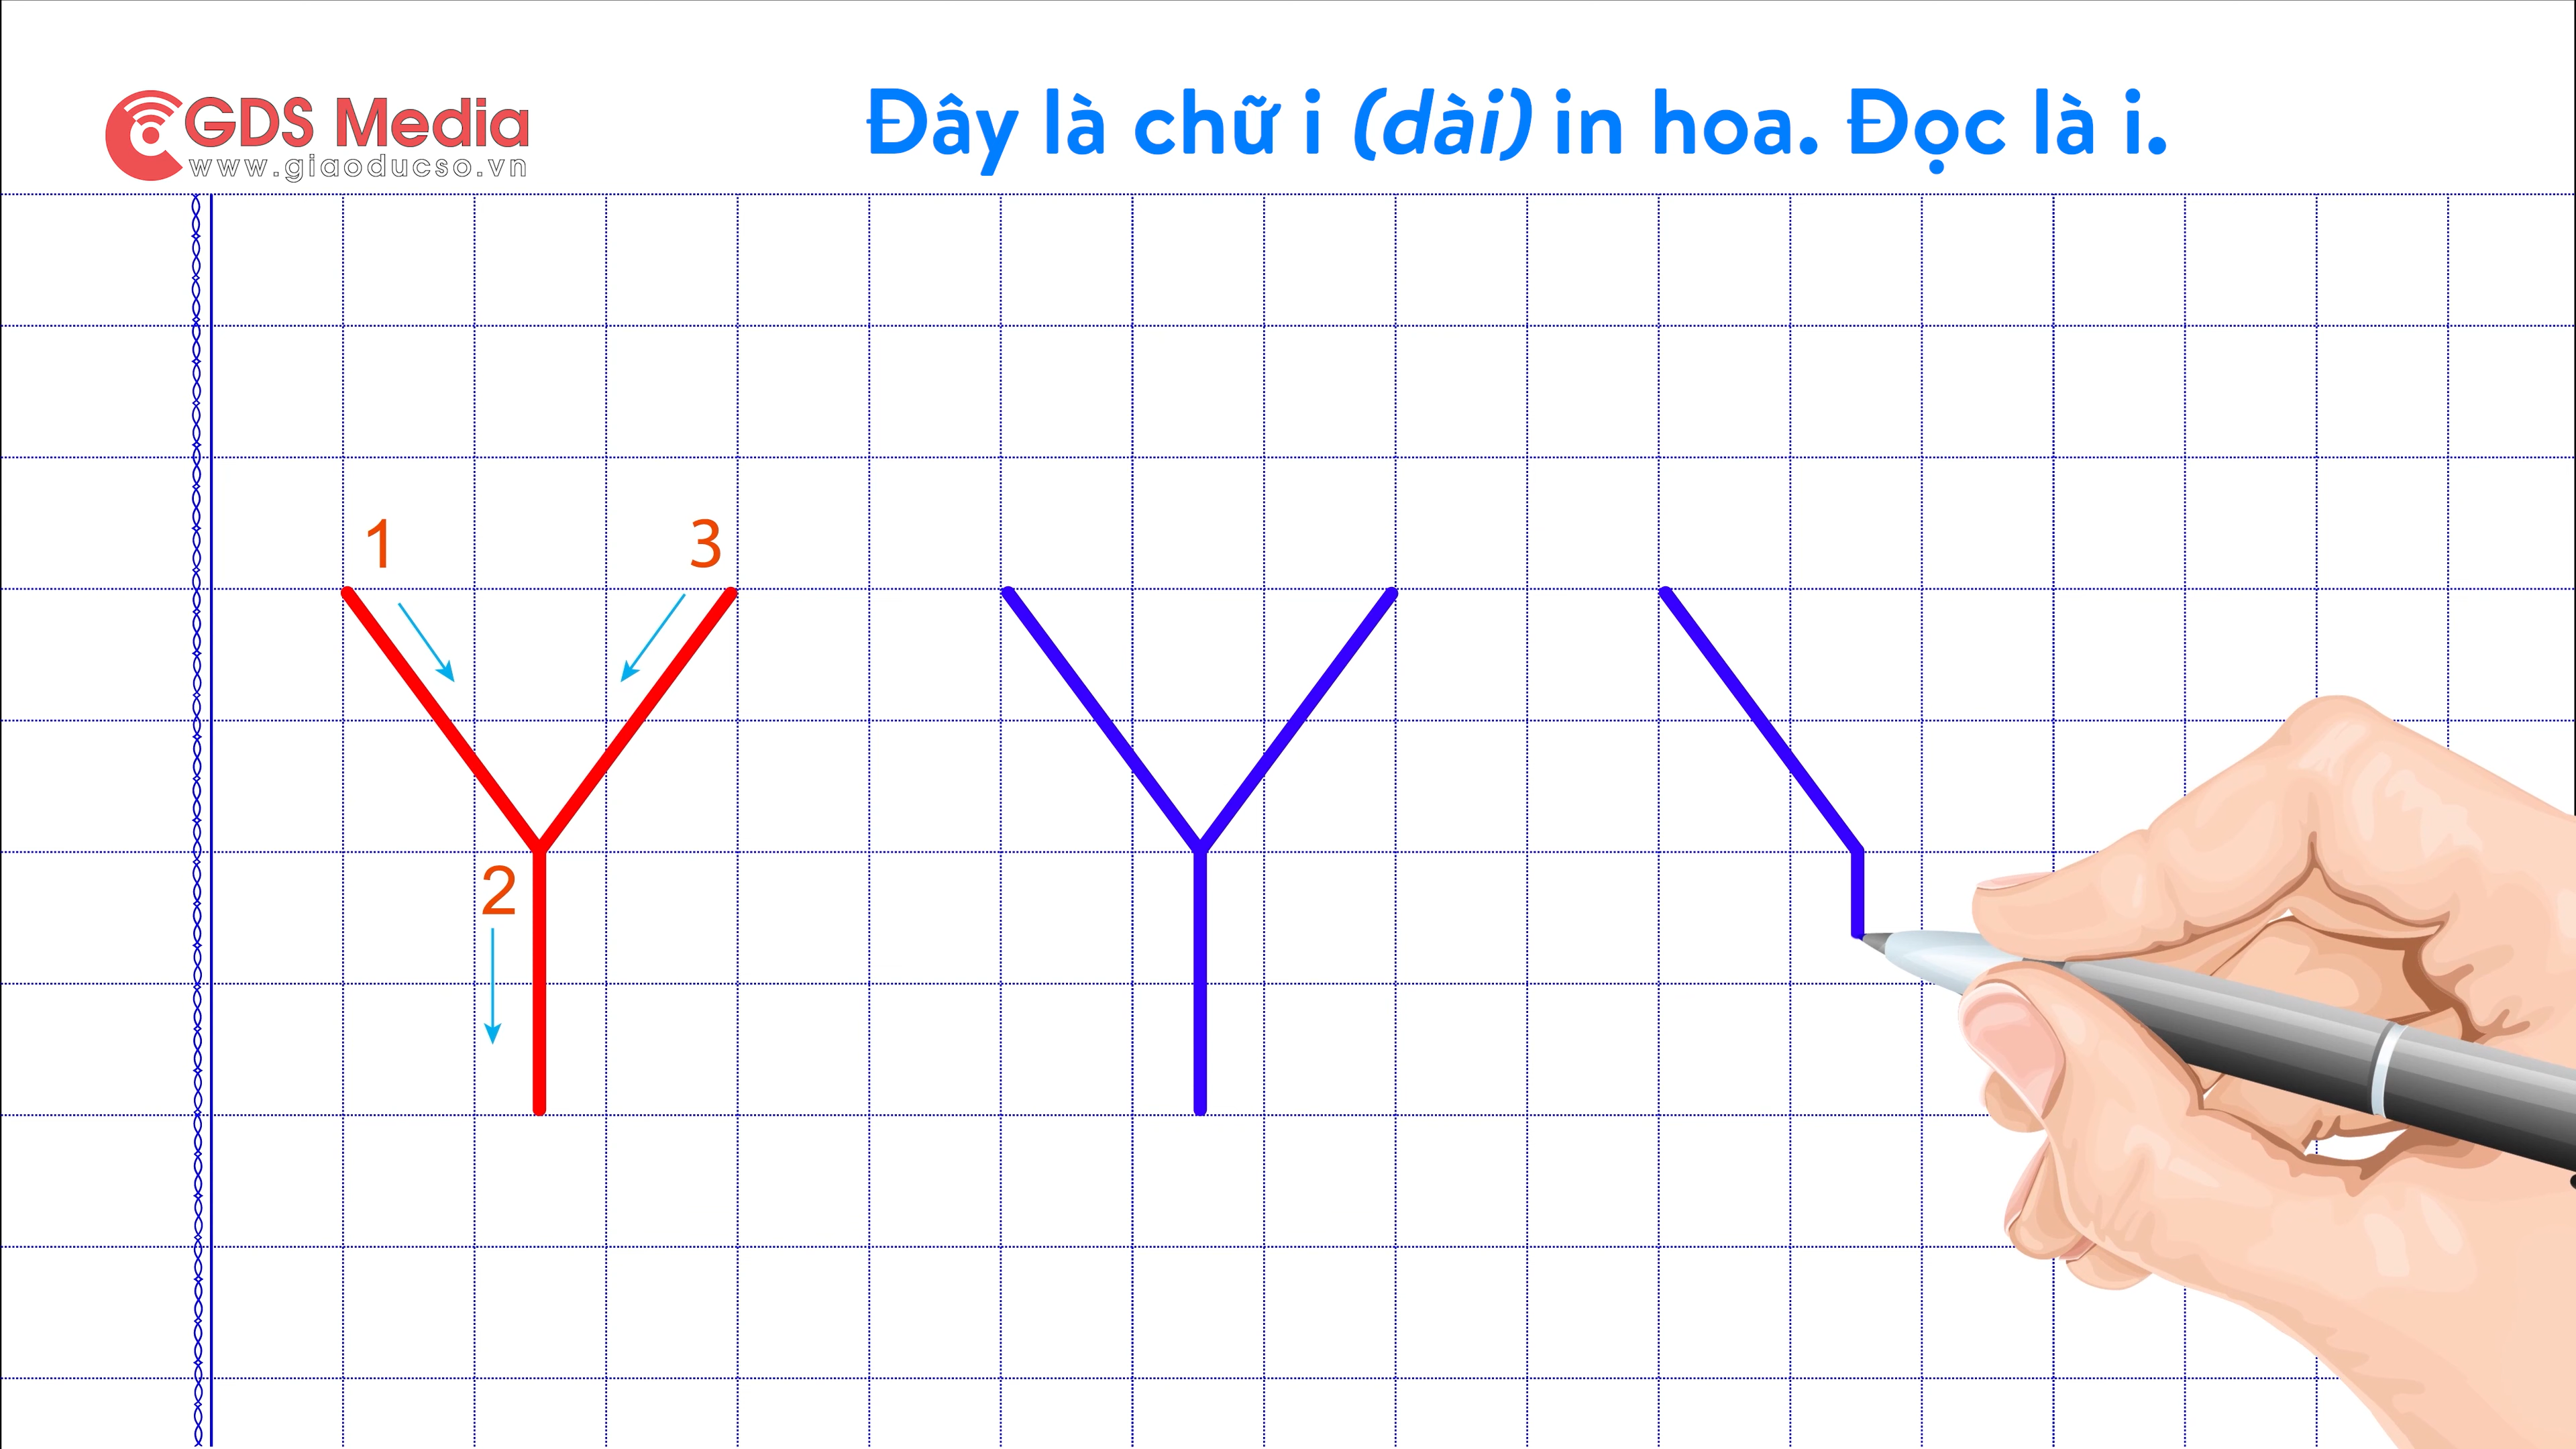 GDS Media
www.giaoducso.vn
Đây là chữ i (dài) in hoa. Đọc là i.
1
3
Y
Y
2